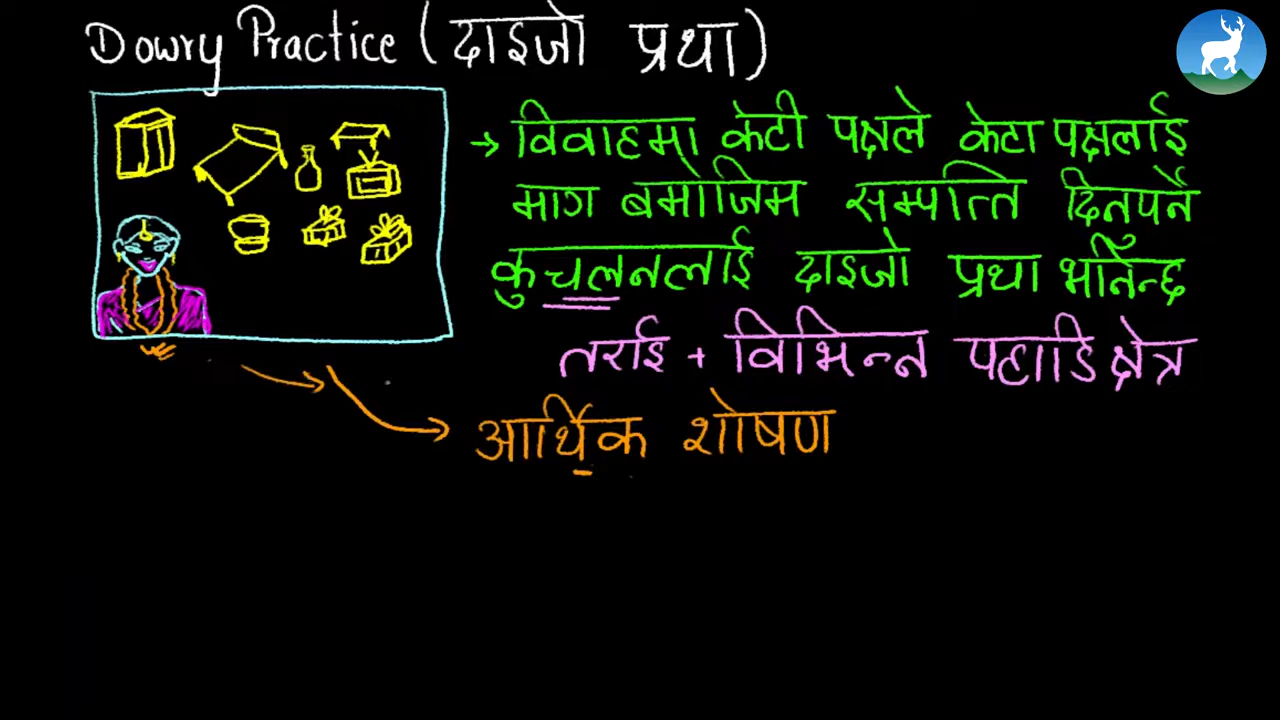 Dowry Practice (दाइजो प्रथा)
→ विवाहमा केटी पक्षले केटा पक्षलाई
माग बमोजिम सम्पत्ति दिनुपर्ने
कुचलनलाई दाइजो प्रथा भनिन्छ
तराई + विभिन्न पहाडि क्षेत्र
आर्थिक शोषण